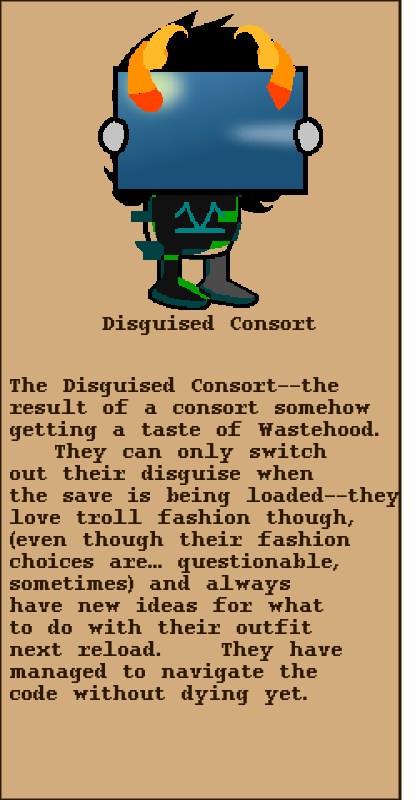 Disguised Consort
The Disguised Consort--the
result of a consort somehow
getting a taste of Wastehood.
They can only switch
out their disguise when
the save is being loaded--they
love troll fashion though,
(even though their fashion
choices are... questionable,
sometimes) and always
have new ideas for what
to do with their outfit
next reload. They have
managed to navigate the
code without dying yet.